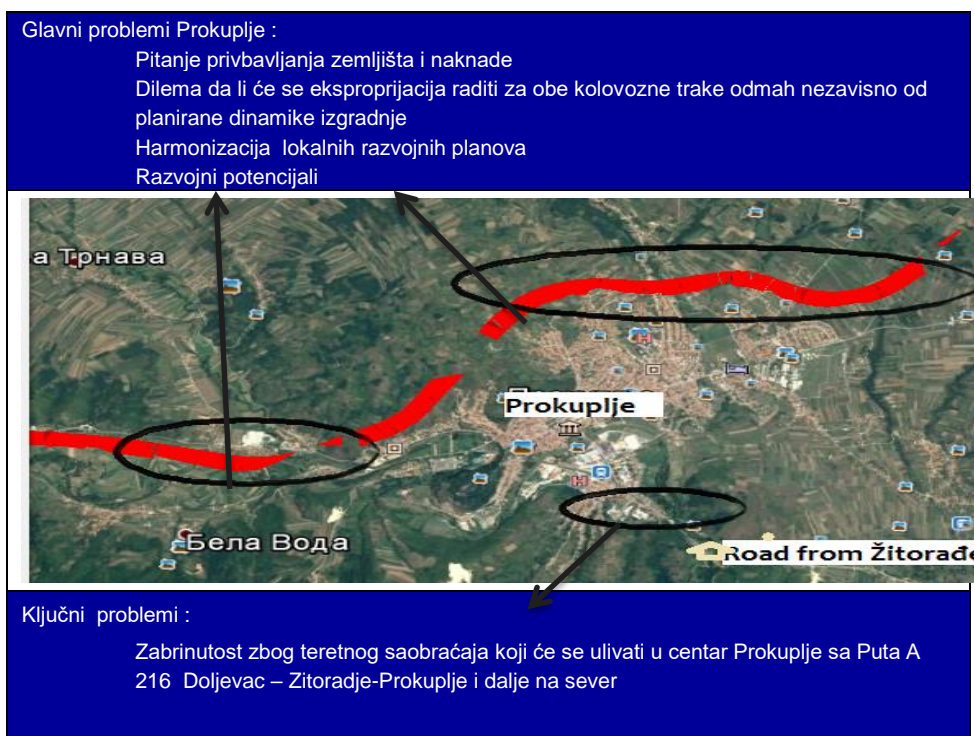 Glavni problemi Prokuplje :
Pitanje privbavljanja zemljišta i naknade
Dilema da li će se eksproprijacija raditi za obe kolovozne trake odmah nezavisno od
planirane dinamike izgradnje
Harmonizacija lokalnih razvojnih planova
Razvojni potencijali
а Трнава
Prokuplje
Бела Вода
Road from Žitorađe
Ključni problemi :
Zabrinutost zbog teretnog saobraćaja koji će se ulivati u centar Prokuplje sa Puta A
216 Doljevac – Zitoradje-Prokuplje i dalje na sever